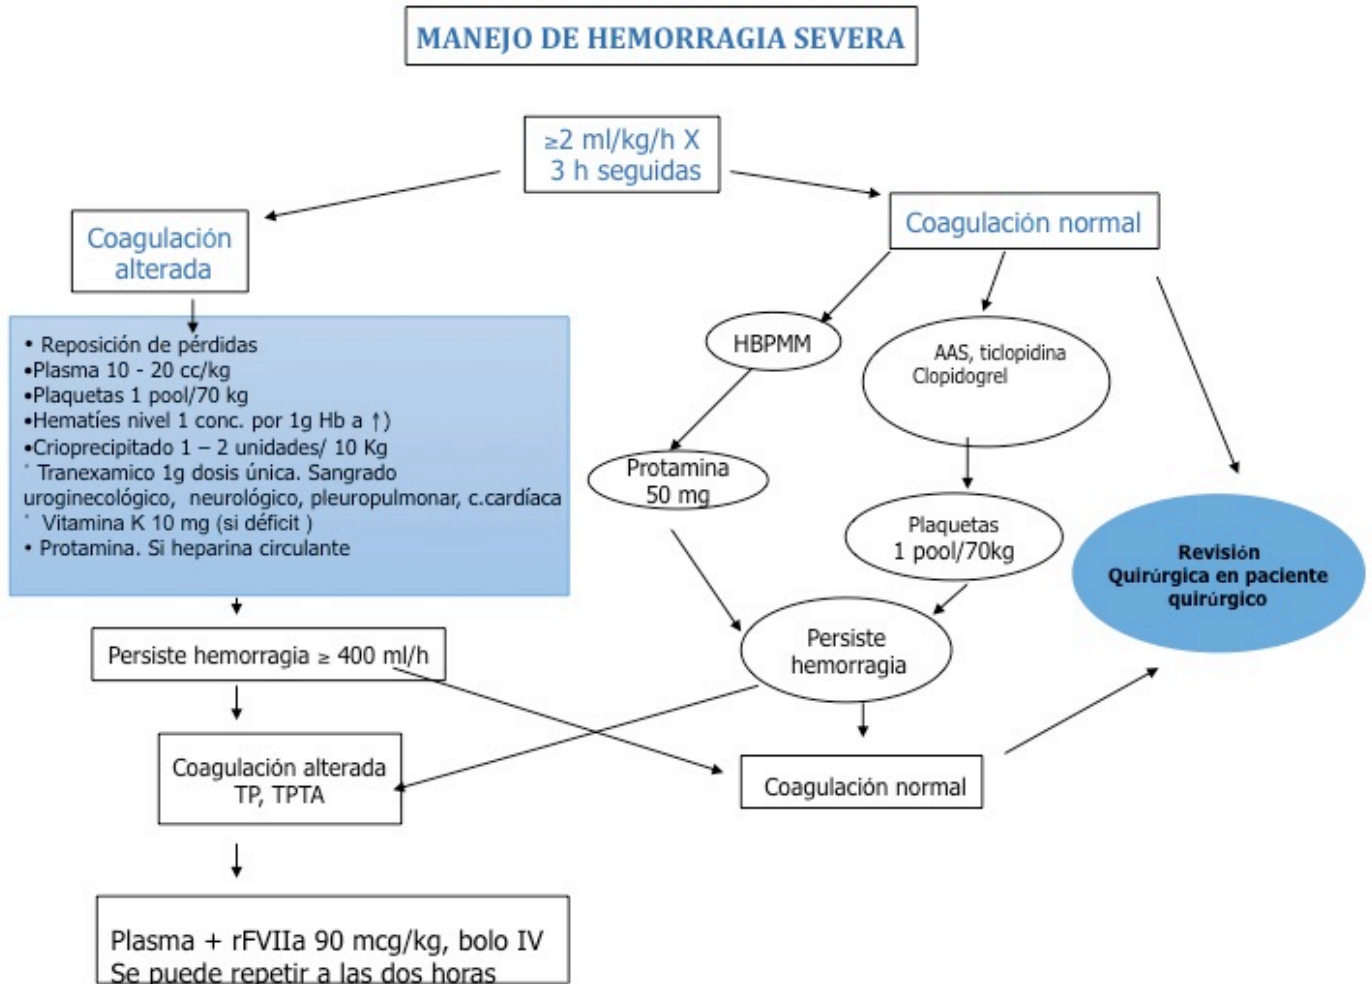 MANEJO DE HEMORRAGIA SEVERA
≥2 ml/kg/h X
3 h seguidas
Coagulación
alterada
Coagulación normal
• Reposición de pérdidas
•Plasma 10 - 20 cc/kg
•Plaquetas 1 pool/70 kg
•Hematíes nivel 1 conc. por 1g Hb a ↑)
•Crioprecipitado 1 – 2 unidades/ 10 Kg
• Tranexamico 1g dosis única. Sangrado
uroginecológico, neurológico, pleuropulmonar, c.cardíaca
• Vitamina K 10 mg (si déficit )
• Protamina. Si heparina circulante
HBPMM
AAS, ticlopidina
Clopidogrel
Protamina
50 mg
Plaquetas
1 pool/70kg
Revisión
Quirúrgica en paciente
quirúrgico
Persiste hemorragia ≥ 400 ml/h
Persiste
hemorragia
Coagulación alterada
TP, TPTA
Coagulación normal
Plasma + rFVIIa 90 mcg/kg, bolo IV
Se puede repetir a las dos horas